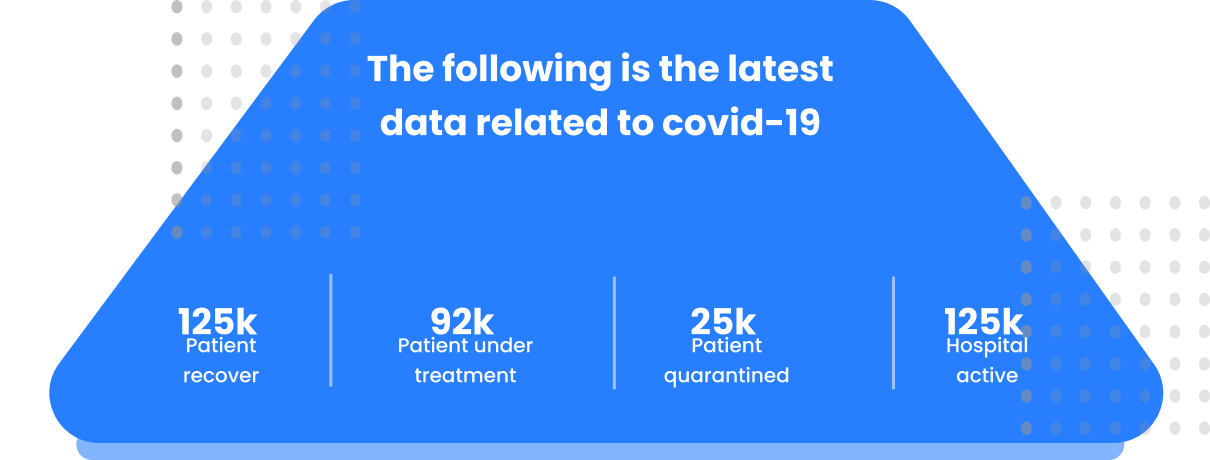 The following is the latest
data related to covid-19
125k
Patient
recover
92k
Patient under
treatment
25k
Patient
quarantined
125k
Hospital
active